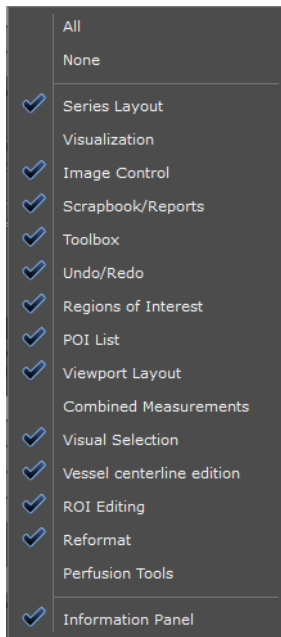 All
None
Series Layout
Visualization
Image Control
Scrapbook/Reports
Toolbox
Undo/Redo
Regions of Interest
POI List
Viewport Layout
Combined Measurements
Visual Selection
Vessel centerline edition
ROI Editing
Reformat
Perfusion Tools
Information Panel